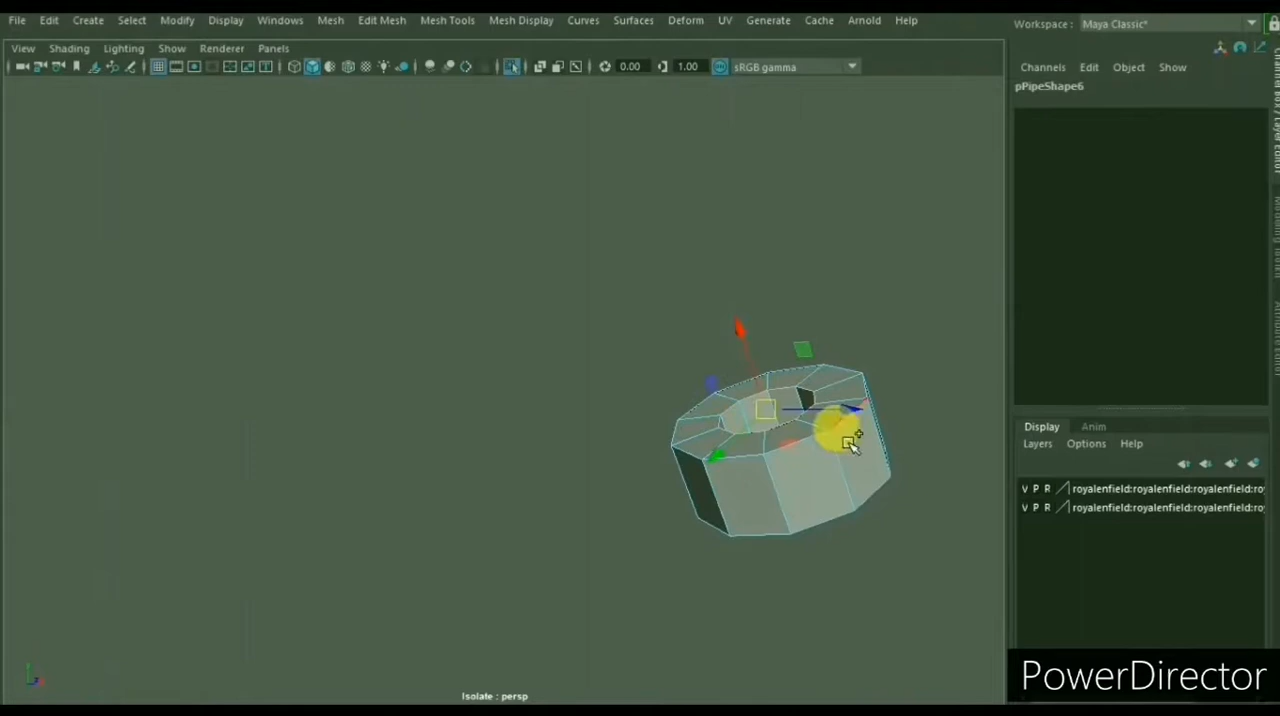 File Edit Create Select Modify Display Windows Mesh Edit Mesh Mesh Tools Mesh Display Curves Surfaces Deform UV Generate Cache Arnold Help
Workspace : Maya Classic*
View Shading Lighting Show Renderer Panels
0.00 1.00 sRGB gamma
Channels Edit Object Show
pPipeShape6
Display Anim
Layers Options Help
V P R royalenfield:royalenfield:royalenfield:ro
V P R royalenfield:royalenfield:royalenfield:ro
Isolate : persp
PowerDirector